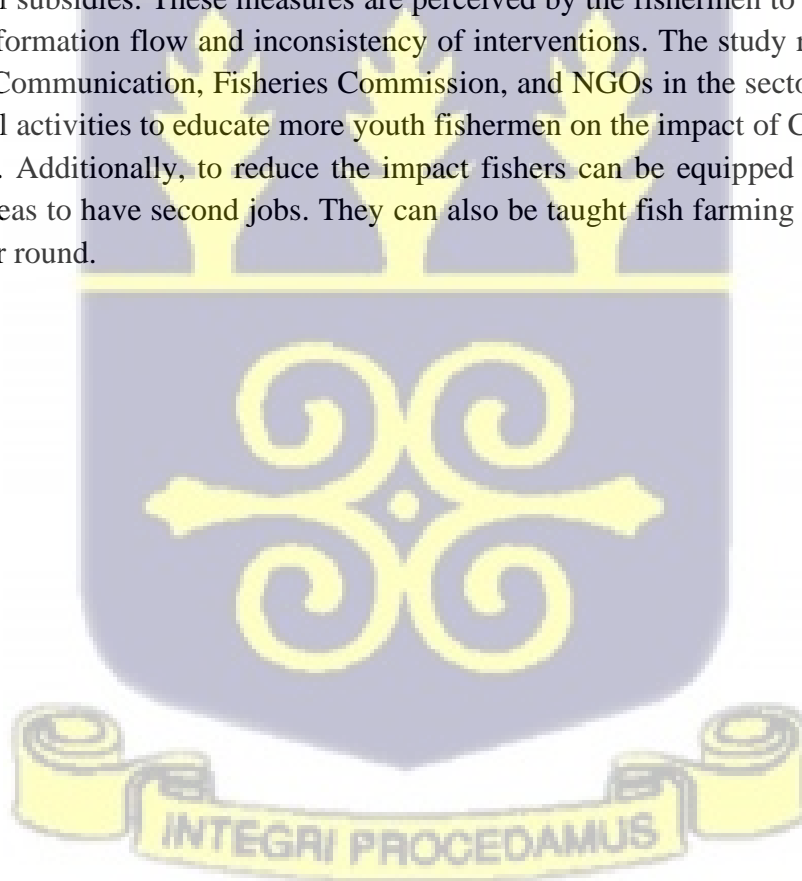 subsidies. These measures are perceived by the fishermen to
formation flow and inconsistency of interventions. The study
Communication, Fisheries Commission, and NGOs in the secto
l activities to educate more youth fishermen on the impact of C
. Additionally, to reduce the impact fishers can be equipped
eas to have second jobs. They can also be taught fish farming
r round.
INTEGRI PROCEDAMUS